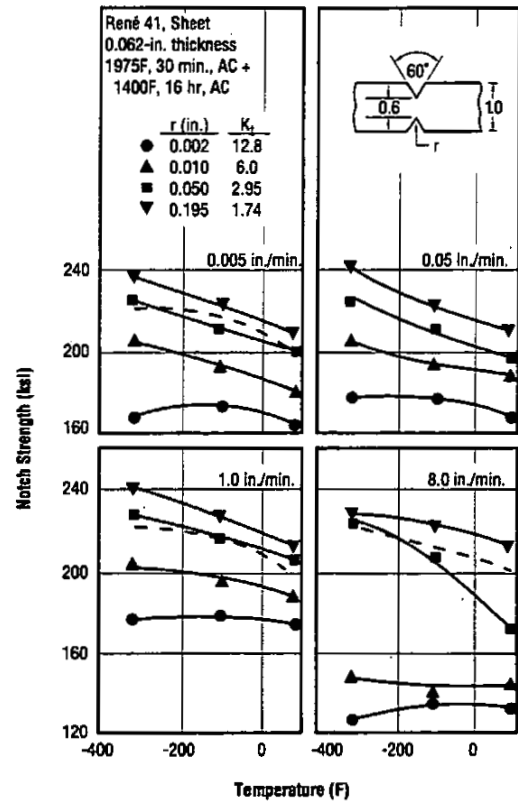 René 41, Sheet
0.062-in. thickness
1975F, 30 min., AC +
1400F, 16 hr, AC
r (in.) Kt
0.002 12.8
0.010 6.0
0.050 2.95
0.195 1.74
60°
0.6
1.0
r
0.005 in./min.
0.05 in./min.
240
200
160
1.0 in./min.
8.0 in./min.
220
180
140
120
-400 -200 0
-400 -200 0
Notch Strength (ksi)
Temperature (F)